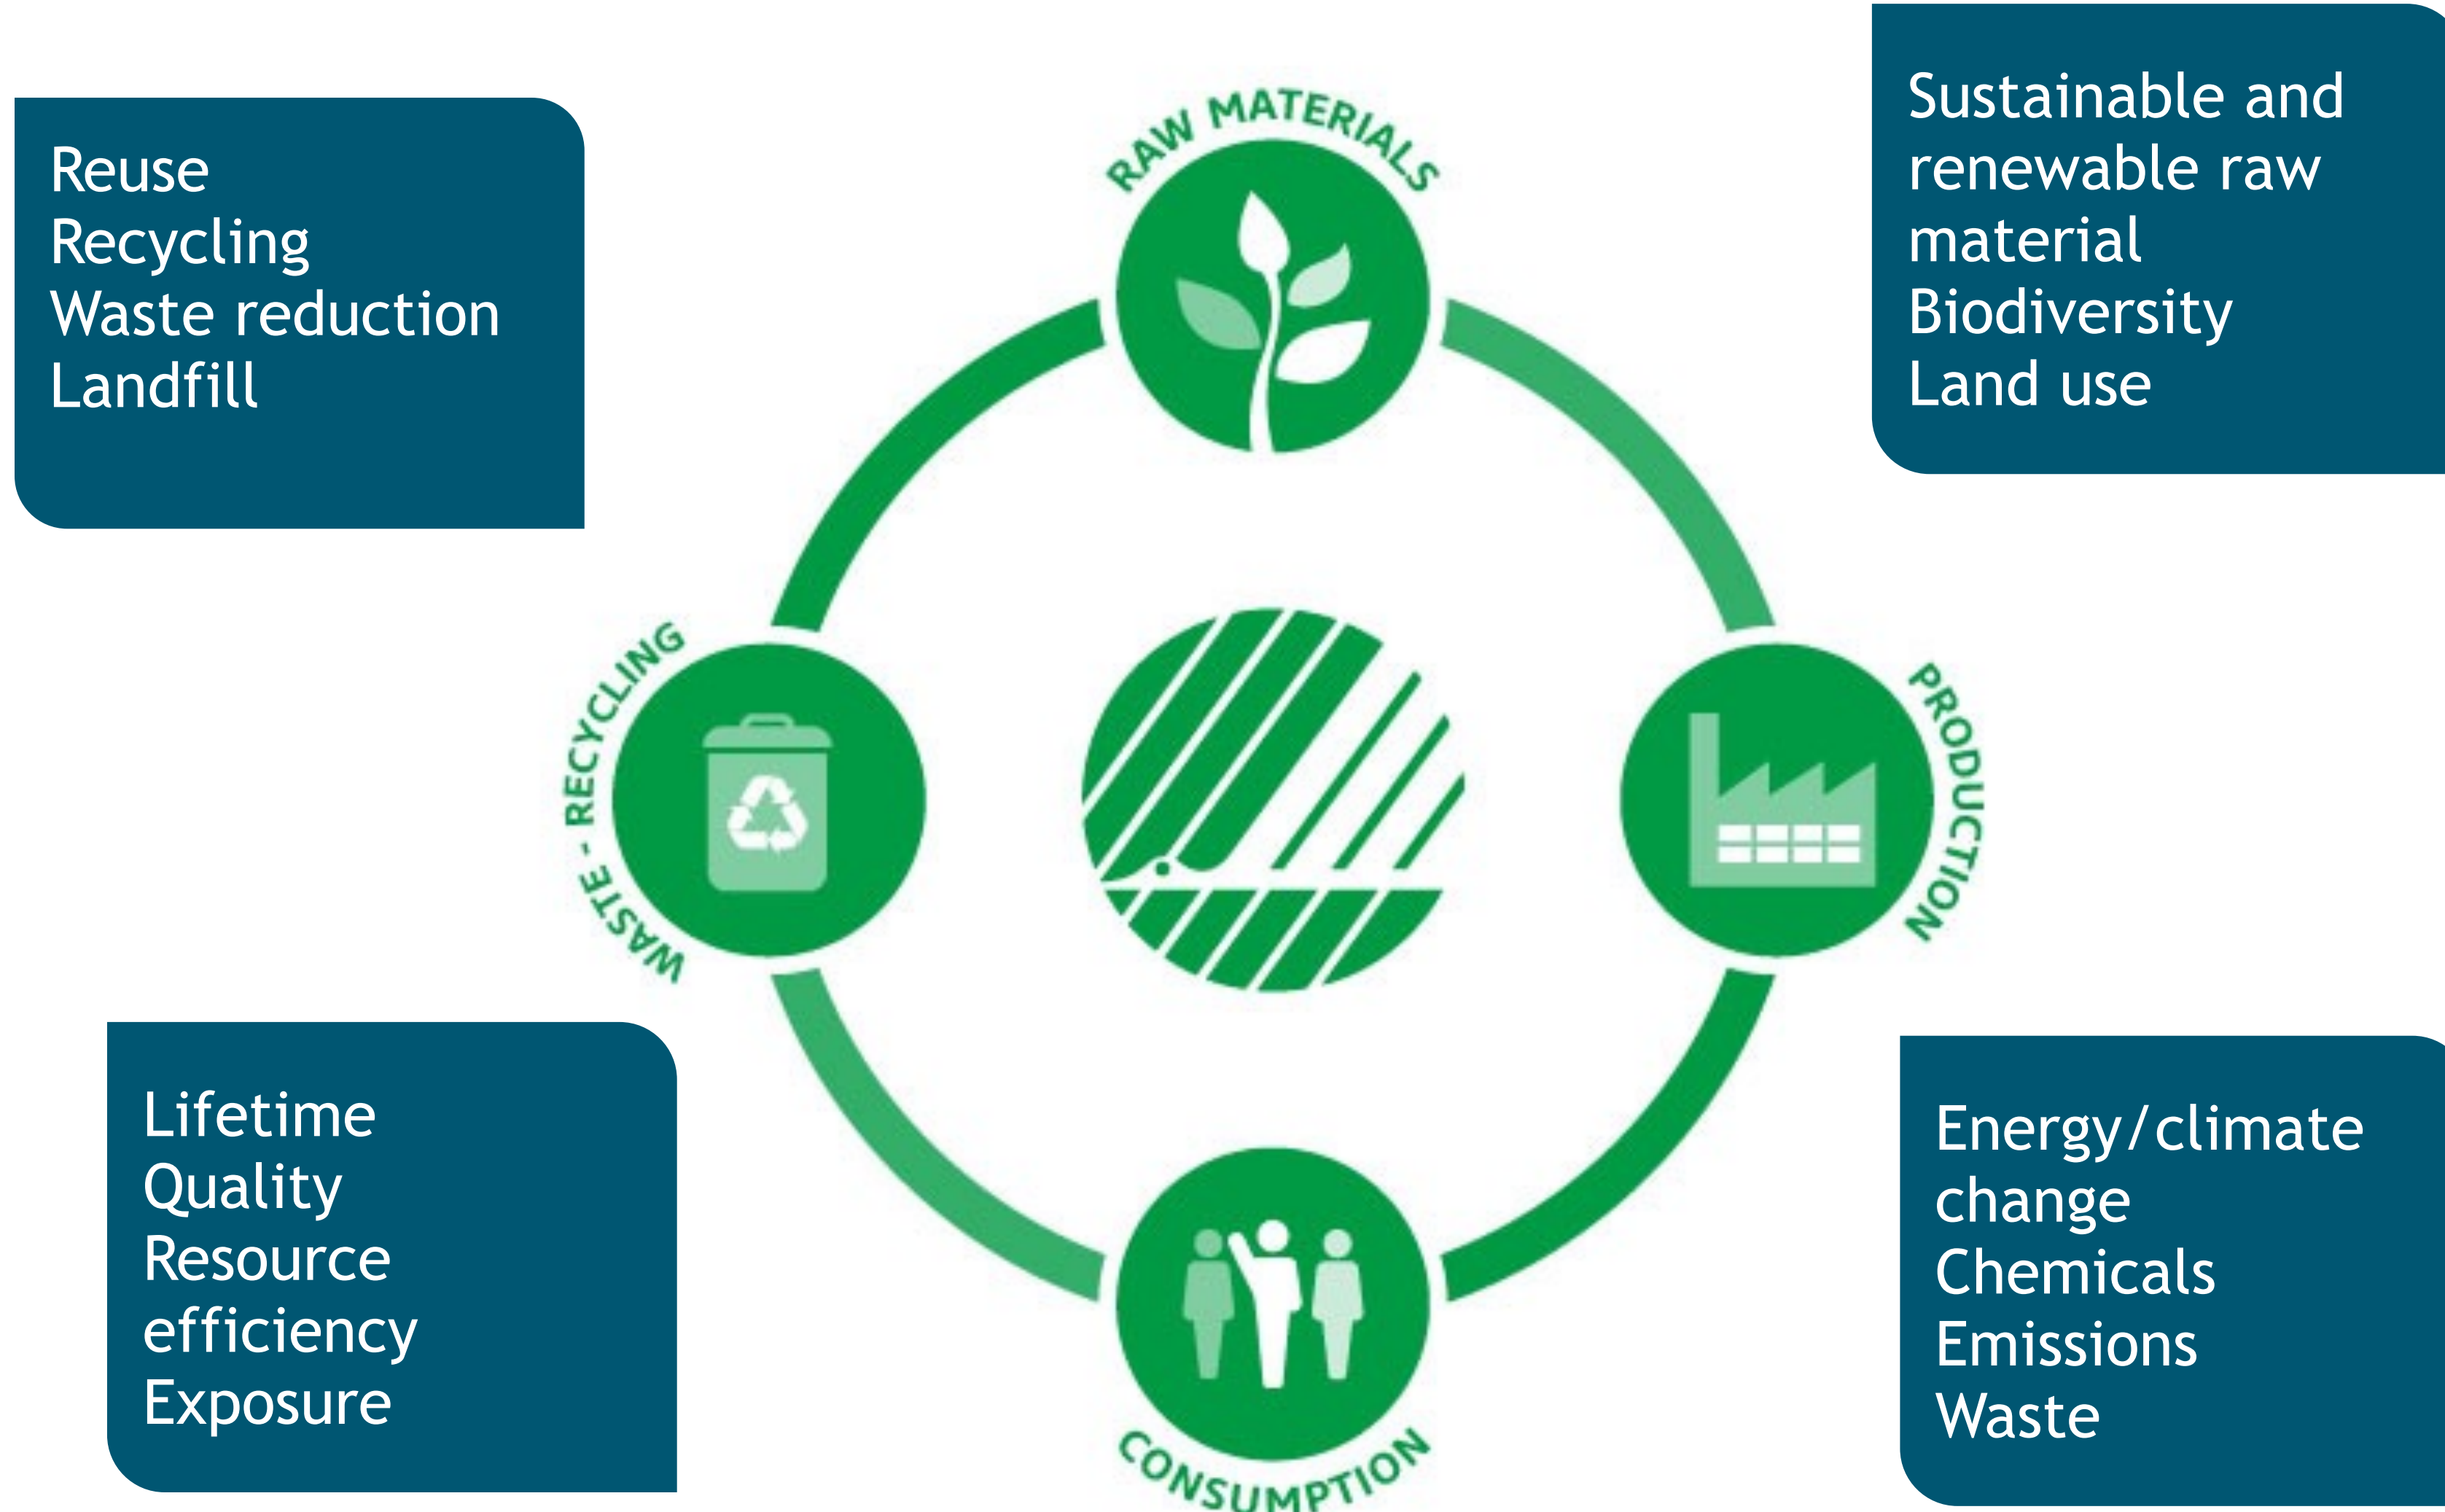 Reuse
Recycling
Waste reduction
Landfill
RAW MATERIALS
Sustainable and
renewable raw
material
Biodiversity
Land use
WASTE - RECYCLING
PRODUCTION
Lifetime
Quality
Resource
efficiency
Exposure
CONSUMPTION
Energy/climate
change
Chemicals
Emissions
Waste